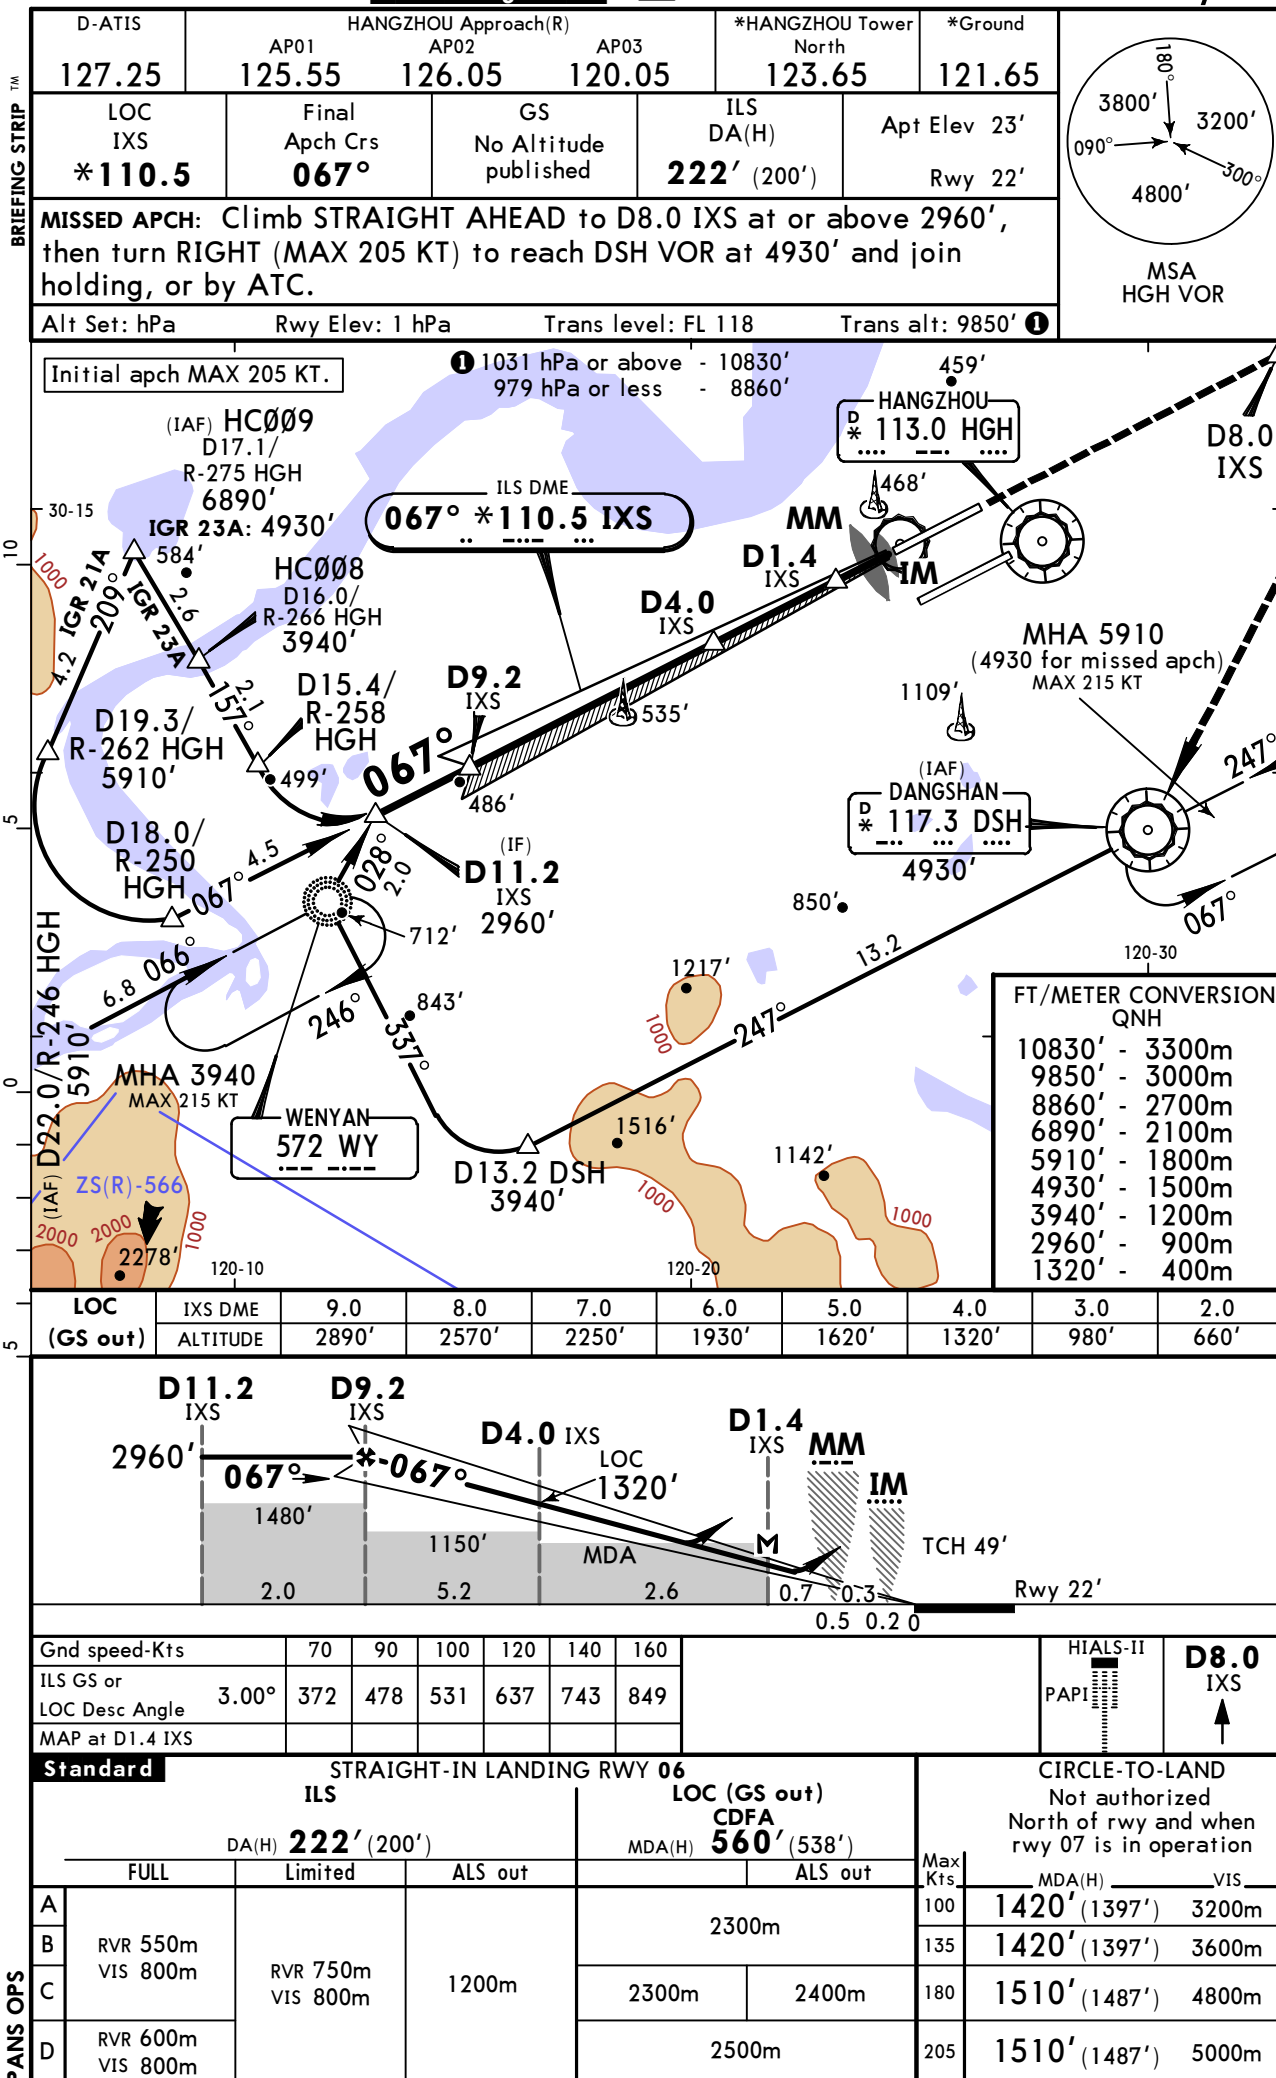 D-ATIS
127.25
HANGZHOU Approach(R)
AP01 AP02 AP03
125.55 126.05 120.05
*HANGZHOU Tower
North
123.65
*Ground
121.65
BRIEFING STRIP TM
LOC
IXS
*110.5
Final
Apch Crs
067°
GS
No Altitude
published
ILS
DA(H)
222' (200')
Apt Elev 23'
Rwy 22'
180°
3800'
3200'
090°
300°
4800'
MSA
HGH VOR
MISSED APCH: Climb STRAIGHT AHEAD to D8.0 IXS at or above 2960',
then turn RIGHT (MAX 205 KT) to reach DSH VOR at 4930' and join
holding, or by ATC.
Alt Set: hPa Rwy Elev: 1 hPa Trans level: FL 118 Trans alt: 9850' 1
Initial apch MAX 205 KT.
1 1031 hPa or above - 10830'
979 hPa or less - 8860'
459'
HANGZHOU
D
* 113.0 HGH
D8.0
IXS
(IAF) HCØØ9
D17.1/
R-275 HGH
6890'
IGR 23A: 4930'
30-15
ILS DME
067° *110.5 IXS
468'
MM
IM
D1.4
IXS
10
1000
IGR 21A
209°
4.2
584'
2.6
IGR 23A
HCØØ8
D16.0/
R-266 HGH
3940'
D4.0
IXS
MHA 5910
(4930 for missed apch)
MAX 215 KT
2.1
157°
D15.4/
R-258
HGH
D9.2
IXS
535'
1109'
D19.3/
R-262 HGH
5910'
067°
499'
486'
247°
(IAF)
DANGSHAN
D
* 117.3 DSH
4930'
5
D18.0/
R-250
HGH
067° 4.5
028°
2.0
(IF)
D11.2
IXS
2960'
850'
067°
712'
13.2
120-30
(IAF) D22.0/R-246 HGH
5910'
6.8 066°
246°
843'
337°
1217'
1000
247°
FT/METER CONVERSION
QNH
10830' - 3300m
9850' - 3000m
8860' - 2700m
6890' - 2100m
5910' - 1800m
4930' - 1500m
3940' - 1200m
2960' - 900m
1320' - 400m
0
MHA 3940
MAX 215 KT
WENYAN
572 WY
1516'
1142'
D13.2 DSH
3940'
ZS(R)-566
2000
2000
1000
1000
1000
2278'
120-10
120-20
5
LOC
(GS out)
IXS DME 9.0 8.0 7.0 6.0 5.0 4.0 3.0 2.0
ALTITUDE 2890' 2570' 2250' 1930' 1620' 1320' 980' 660'
D11.2
IXS
D9.2
IXS
D4.0 IXS
D1.4
IXS
MM
IM
2960'
067°
067°
LOC
1320'
1480'
1150'
MDA
M
TCH 49'
2.0 5.2 2.6 0.7 0.3
Rwy 22'
0.5 0.2 0
Gnd speed-Kts 70 90 100 120 140 160
ILS GS or
LOC Desc Angle 3.00° 372 478 531 637 743 849
MAP at D1.4 IXS
HIALS-II
PAPI
D8.0
IXS
Standard
STRAIGHT-IN LANDING RWY 06
ILS
DA(H) 222' (200')
FULL Limited ALS out
LOC (GS out)
CDFA
MDA(H) 560' (538')
ALS out
CIRCLE-TO-LAND
Not authorized
North of rwy and when
rwy 07 is in operation
Max
Kts
MDA(H) VIS
A
B
C
D
RVR 550m
VIS 800m
RVR 600m
VIS 800m
RVR 750m
VIS 800m
1200m
2300m
2300m 2400m
2500m
100 1420' (1397') 3200m
135 1420' (1397') 3600m
180 1510' (1487') 4800m
205 1510' (1487') 5000m
PANS OPS